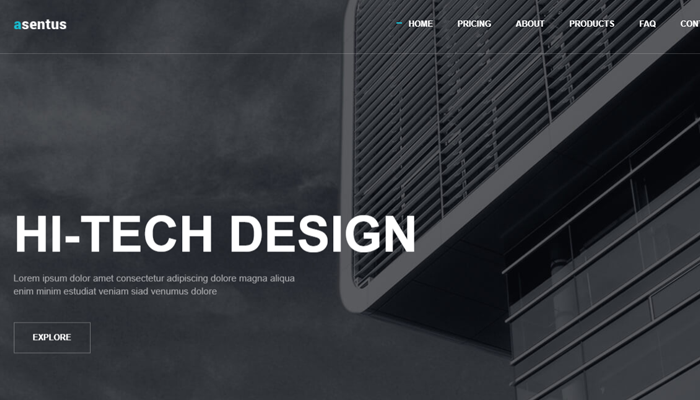 asentus
HOME PRICING ABOUT PRODUCTS FAQ
HI-TECH DESIGN
Lorem ipsum dolor amet consectetur adipiscing dolore magna aliqua
enim minim estudiat veniam siad venumus dolore
EXPLORE